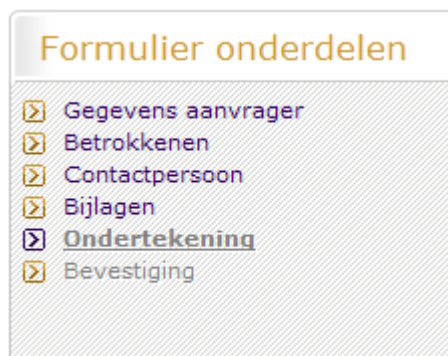 Formulier onderdelen
Gegevens aanvrager
Betrokkenen
Contactpersoon
Bijlagen
Ondertekening
Bevestiging